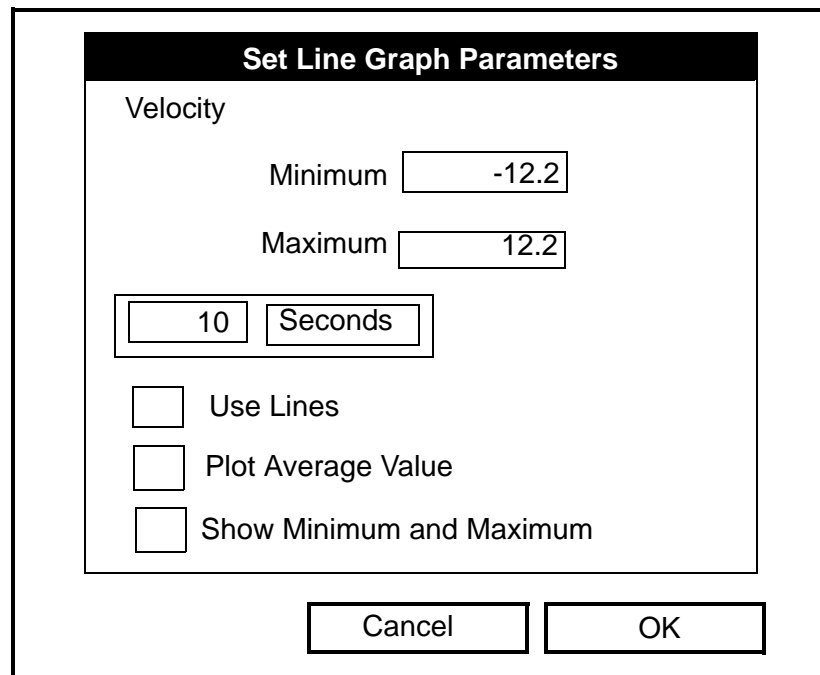 Set Line Graph Parameters
Velocity
Minimum -12.2
Maximum 12.2
10 Seconds
Use Lines
Plot Average Value
Show Minimum and Maximum
Cancel OK